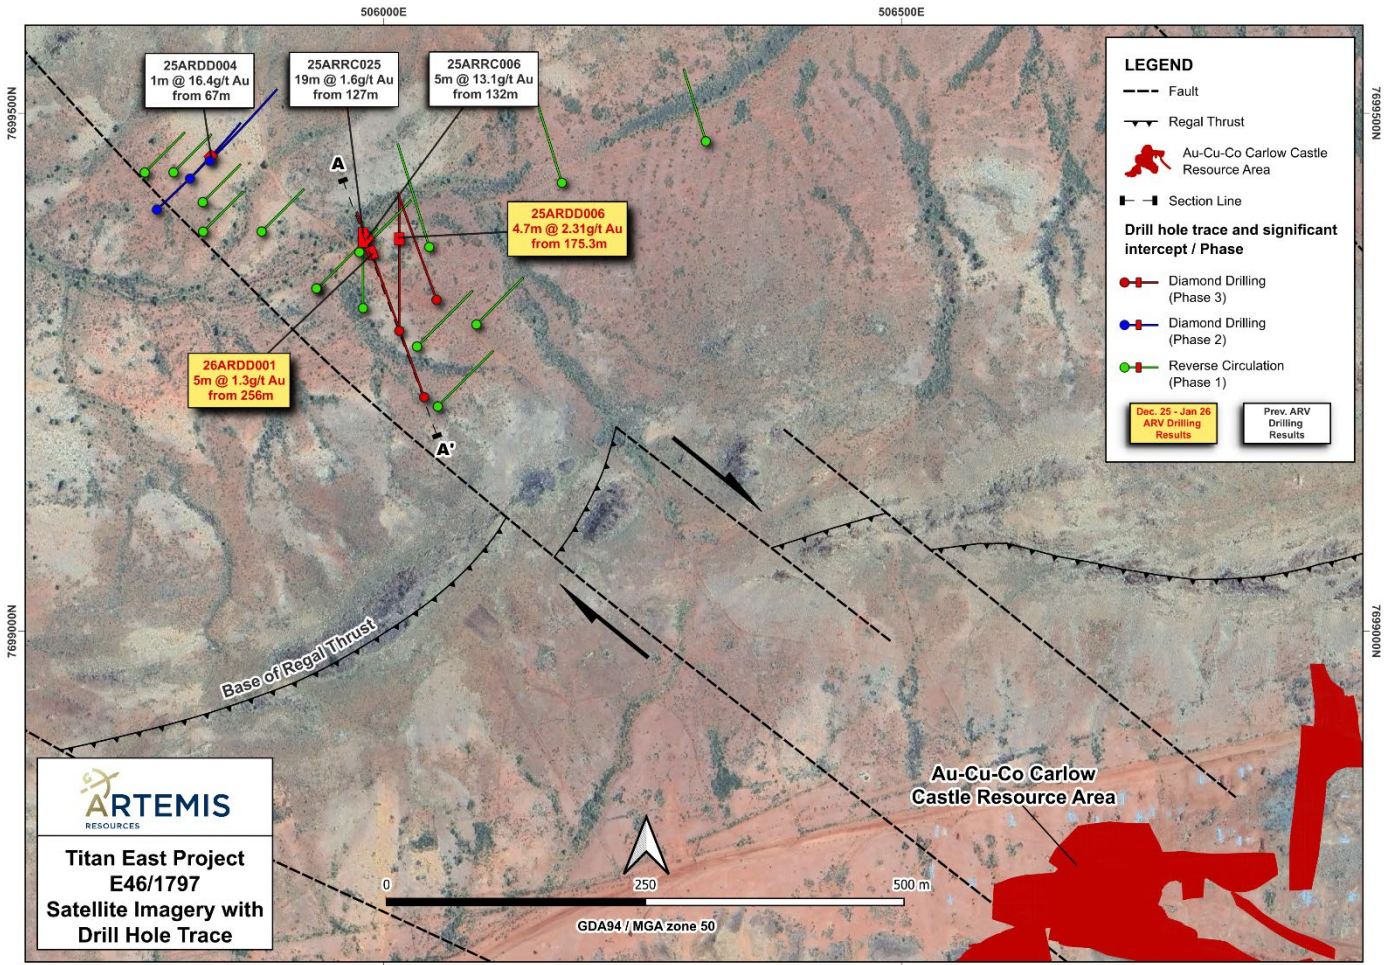 506000E
506500E
7699500N
7699500N
25ARDD004
1m @ 16.4g/t Au
from 67m
25ARRC025
19m @ 1.6g/t Au
from 127m
25ARRC006
5m @ 13.1g/t Au
from 132m
A
25ARDD006
4.7m @ 2.31g/t Au
from 175.3m
26ARDD001
5m @ 1.3g/t Au
from 256m
A'
LEGEND
Fault
Regal Thrust
Au-Cu-Co Carlow Castle
Resource Area
Section Line
Drill hole trace and significant
intercept / Phase
Diamond Drilling
(Phase 3)
Diamond Drilling
(Phase 2)
Reverse Circulation
(Phase 1)
Dec. 25 - Jan 26
ARV Drilling
Results
Prev. ARV
Drilling
Results
7699000N
7699000N
Base of Regal Thrust
Au-Cu-Co Carlow
Castle Resource Area
ARTEMIS
RESOURCES
Titan East Project
E46/1797
Satellite Imagery with
Drill Hole Trace
0
250
500 m
GDA94 / MGA zone 50